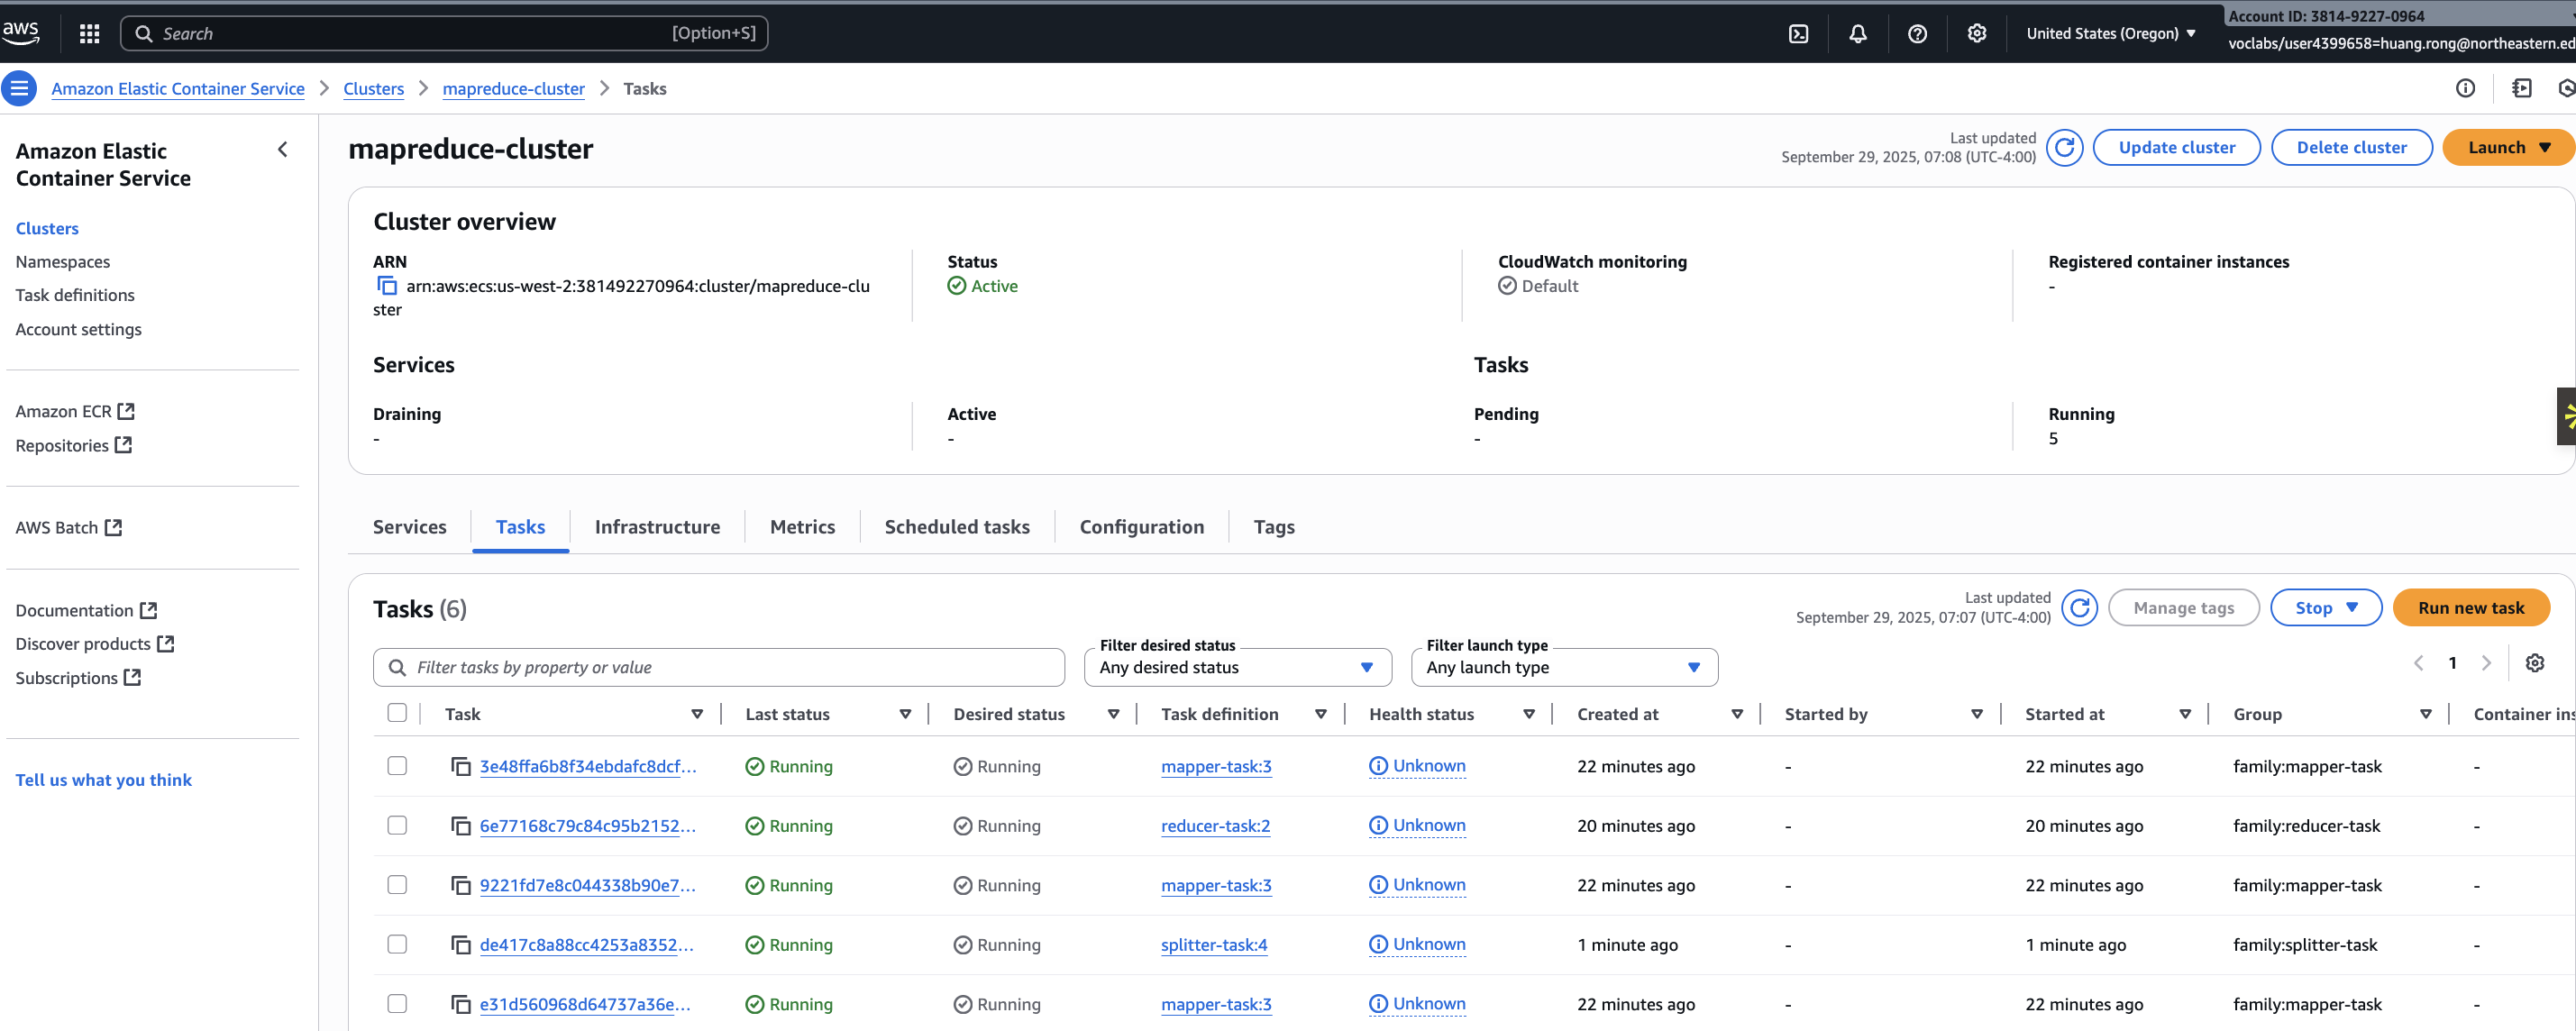 aws
Search
[Option+S]
United States (Oregon)
Account ID: 3814-9227-0964
voclabs/user4399658=huang.rong@northeastern.ed
Amazon Elastic Container Service
Clusters
mapreduce-cluster
Tasks
Amazon Elastic
Container Service
Clusters
Namespaces
Task definitions
Account settings
Amazon ECR
Repositories
AWS Batch
Documentation
Discover products
Subscriptions
Tell us what you think
mapreduce-cluster
Last updated
September 29, 2025, 07:08 (UTC-4:00)
Update cluster
Delete cluster
Launch
Cluster overview
ARN
arn:aws:ecs:us-west-2:381492270964:cluster/mapreduce-clu
ster
Status
Active
CloudWatch monitoring
Default
Registered container instances
-
Services
Tasks
Draining
-
Active
-
Pending
-
Running
5
Services
Tasks
Infrastructure
Metrics
Scheduled tasks
Configuration
Tags
Tasks (6)
Last updated
September 29, 2025, 07:07 (UTC-4:00)
Manage tags
Stop
Run new task
Filter tasks by property or value
Filter desired status
Any desired status
Filter launch type
Any launch type
1
Task Last status Desired status Task definition Health status Created at Started by Started at Group Container ins
3e48ffa6b8f34ebdafc8dcf... Running Running mapper-task:3 Unknown 22 minutes ago - 22 minutes ago family:mapper-task -
6e77168c79c84c95b2152... Running Running reducer-task:2 Unknown 20 minutes ago - 20 minutes ago family:reducer-task -
9221fd7e8c044338b90e7... Running Running mapper-task:3 Unknown 22 minutes ago - 22 minutes ago family:mapper-task -
de417c8a88cc4253a8352... Running Running splitter-task:4 Unknown 1 minute ago - 1 minute ago family:splitter-task -
e31d560968d64737a36e... Running Running mapper-task:3 Unknown 22 minutes ago - 22 minutes ago family:mapper-task -